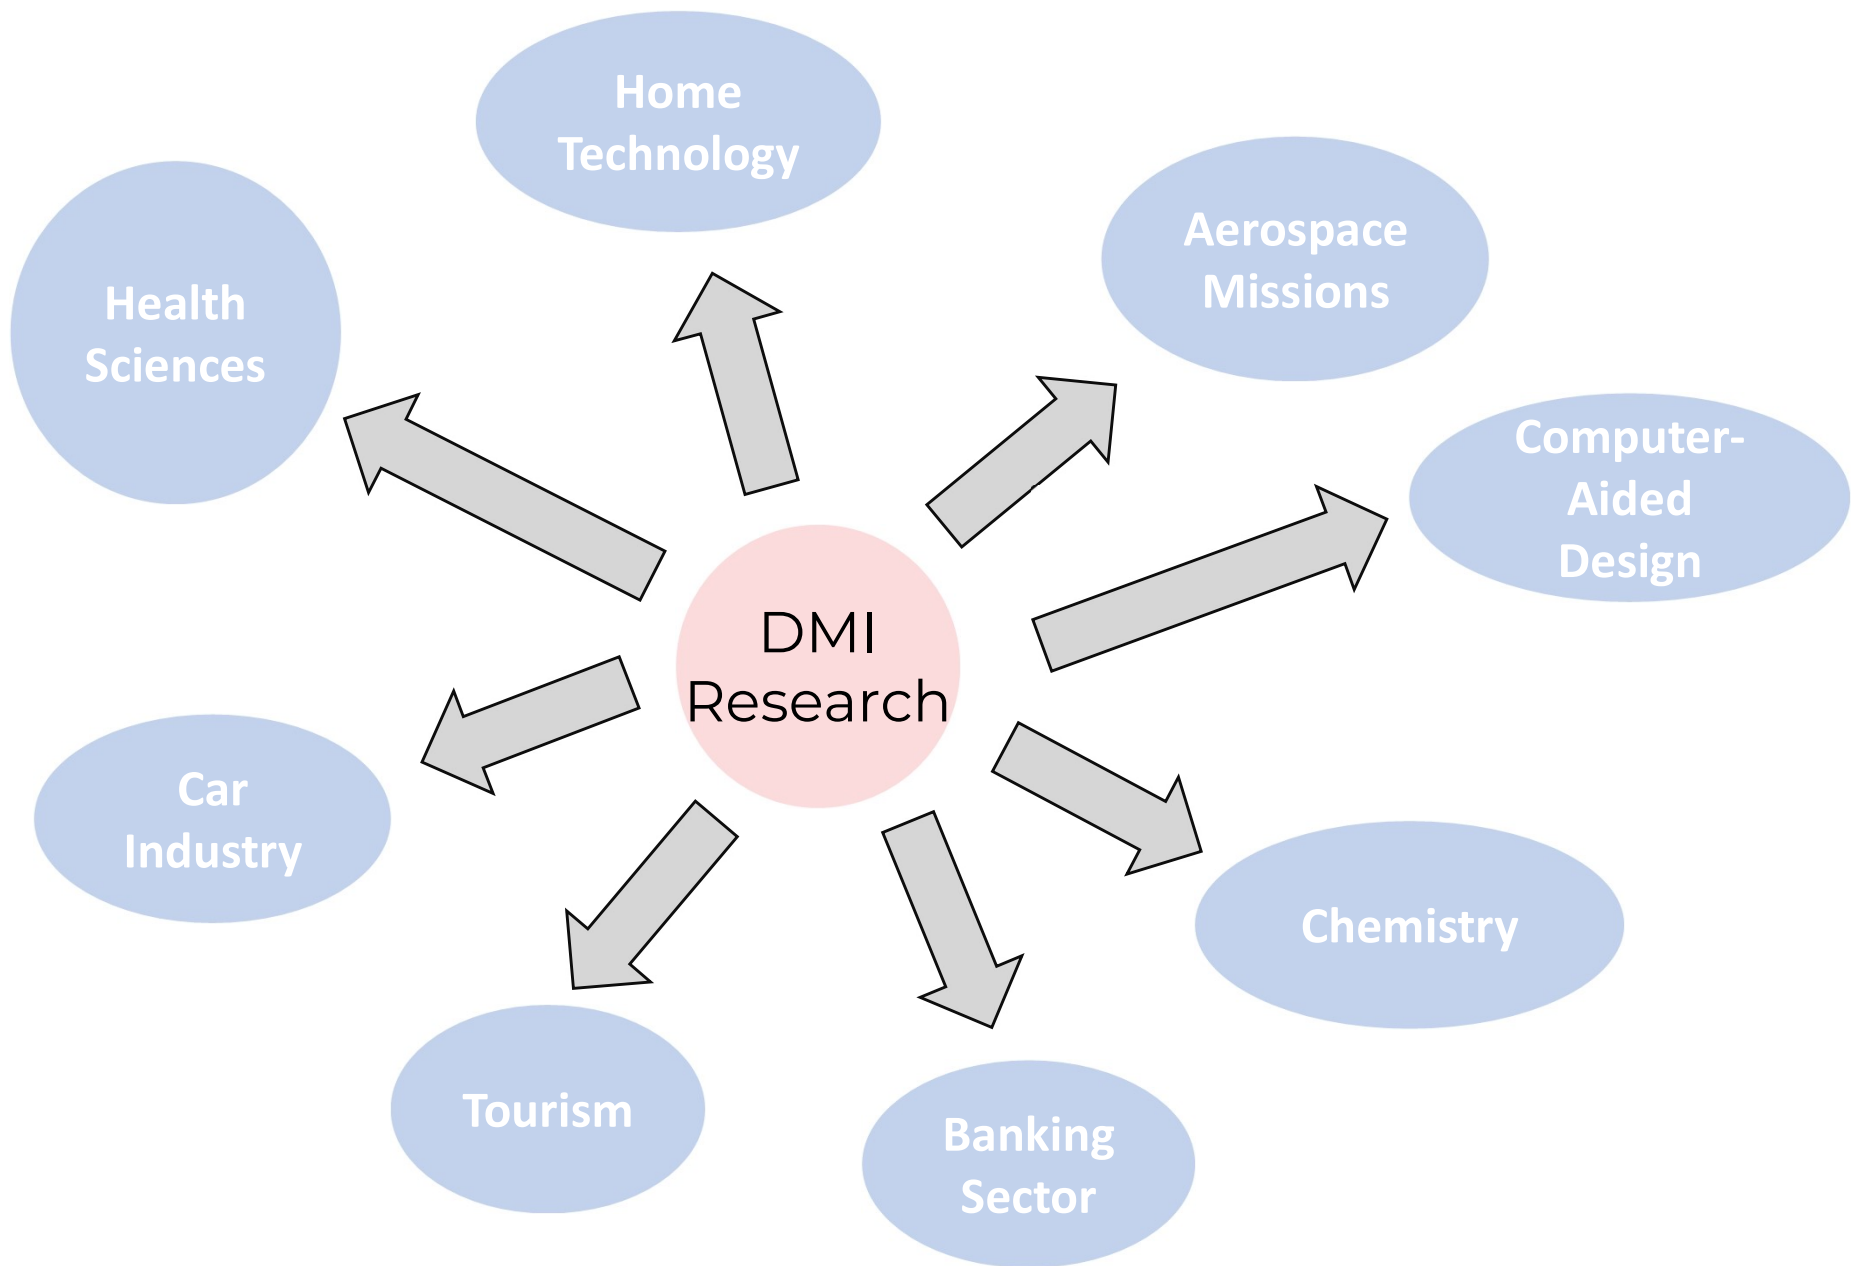 Home
Technology
Aerospace
Missions
Health
Sciences
Computer-
Aided
Design
DMI
Research
Car
Industry
Chemistry
Tourism
Banking
Sector